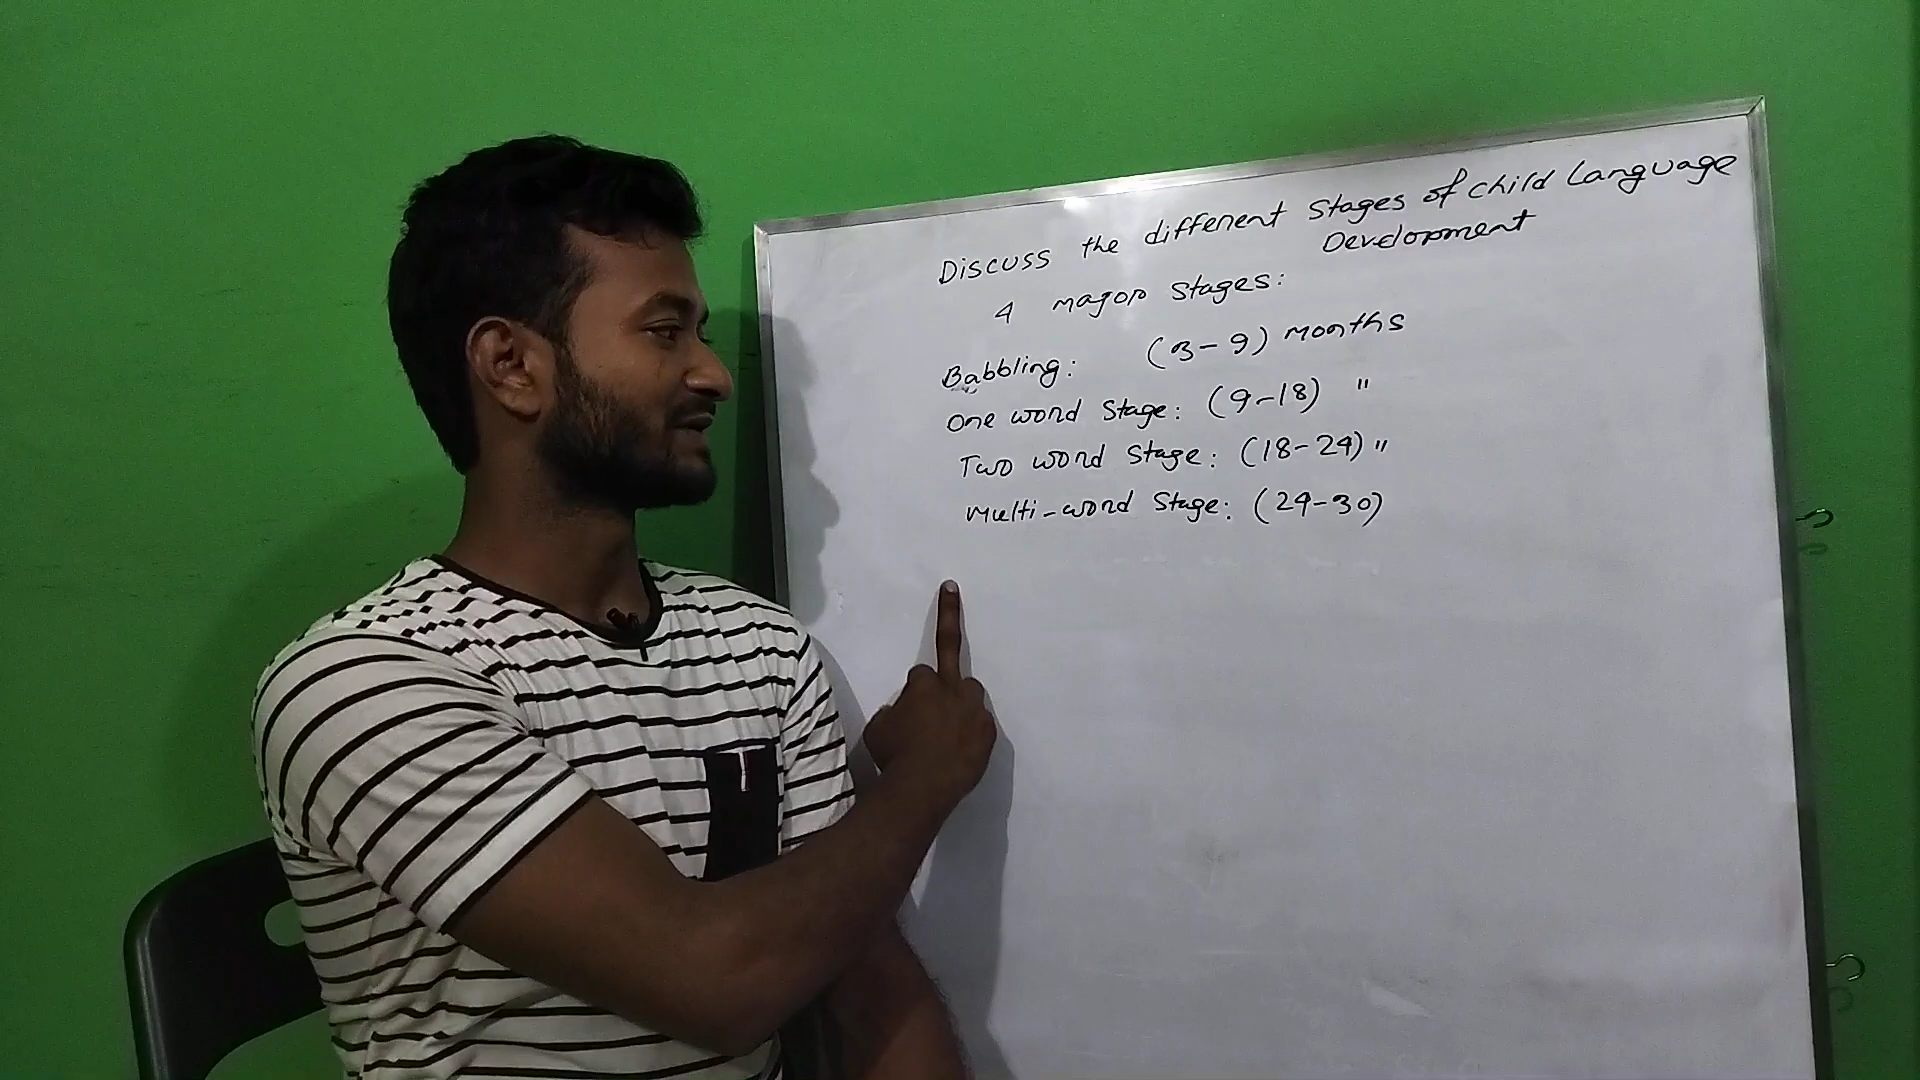 Discuss the different Stages of child Language
Development
4 major Stages:
Babbling: (3-9) Months
One word Stage: (9-18) "
Two word Stage: (18-24) "
Multi-word Stage: (24-30)